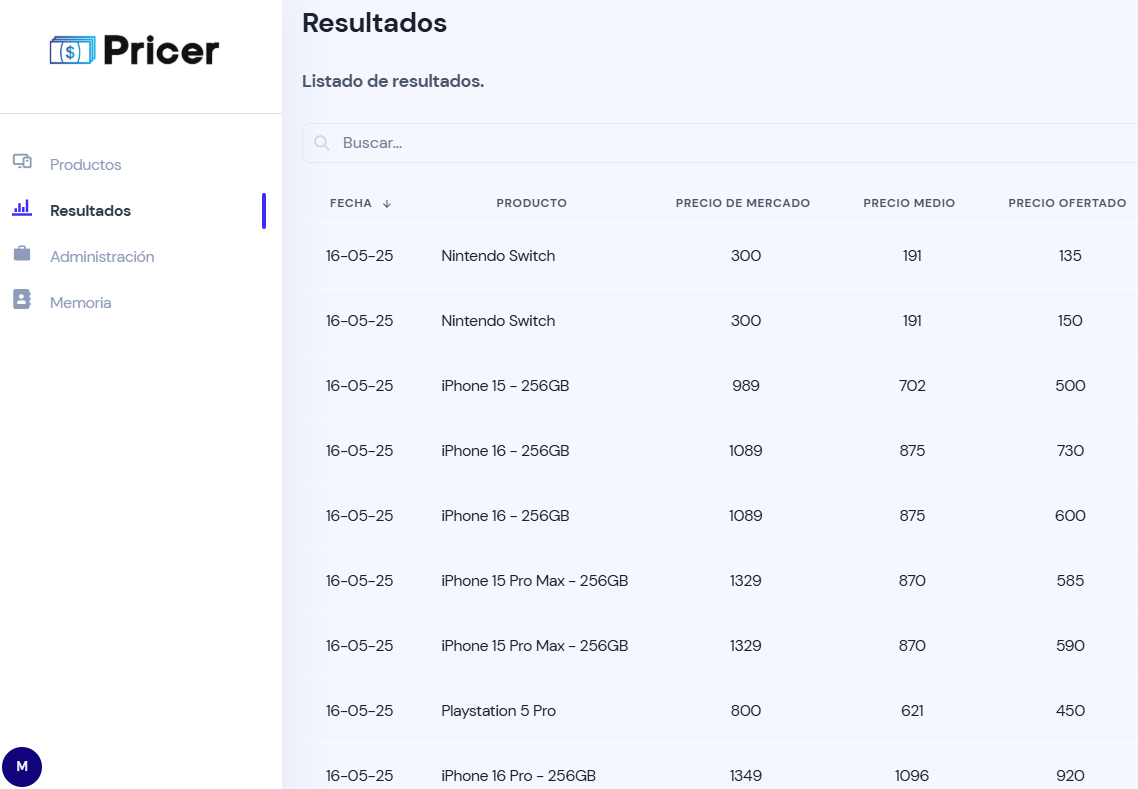 Resultados
$ Pricer
Listado de resultados.
Buscar...
Productos
Resultados
Administración
Memoria
M
FECHA ↓ PRODUCTO PRECIO DE MERCADO PRECIO MEDIO PRECIO OFERTADO
16-05-25 Nintendo Switch 300 191 135
16-05-25 Nintendo Switch 300 191 150
16-05-25 iPhone 15 - 256GB 989 702 500
16-05-25 iPhone 16 - 256GB 1089 875 730
16-05-25 iPhone 16 - 256GB 1089 875 600
16-05-25 iPhone 15 Pro Max - 256GB 1329 870 585
16-05-25 iPhone 15 Pro Max - 256GB 1329 870 590
16-05-25 Playstation 5 Pro 800 621 450
16-05-25 iPhone 16 Pro - 256GB 1349 1096 920